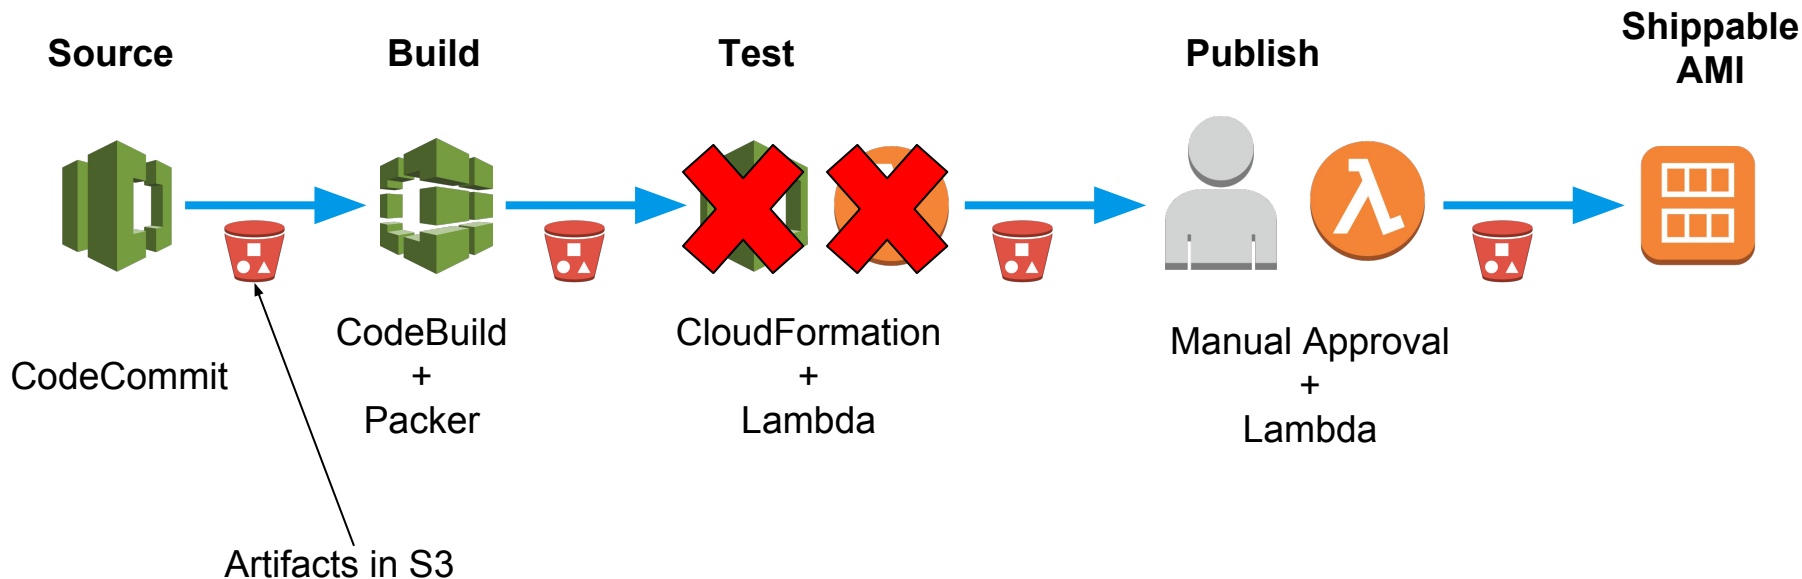 Source
Build
Test
Publish
Shippable
AMI
CodeCommit
CodeBuild
+
Packer
CloudFormation
+
Lambda
Manual Approval
+
Lambda
Artifacts in S3